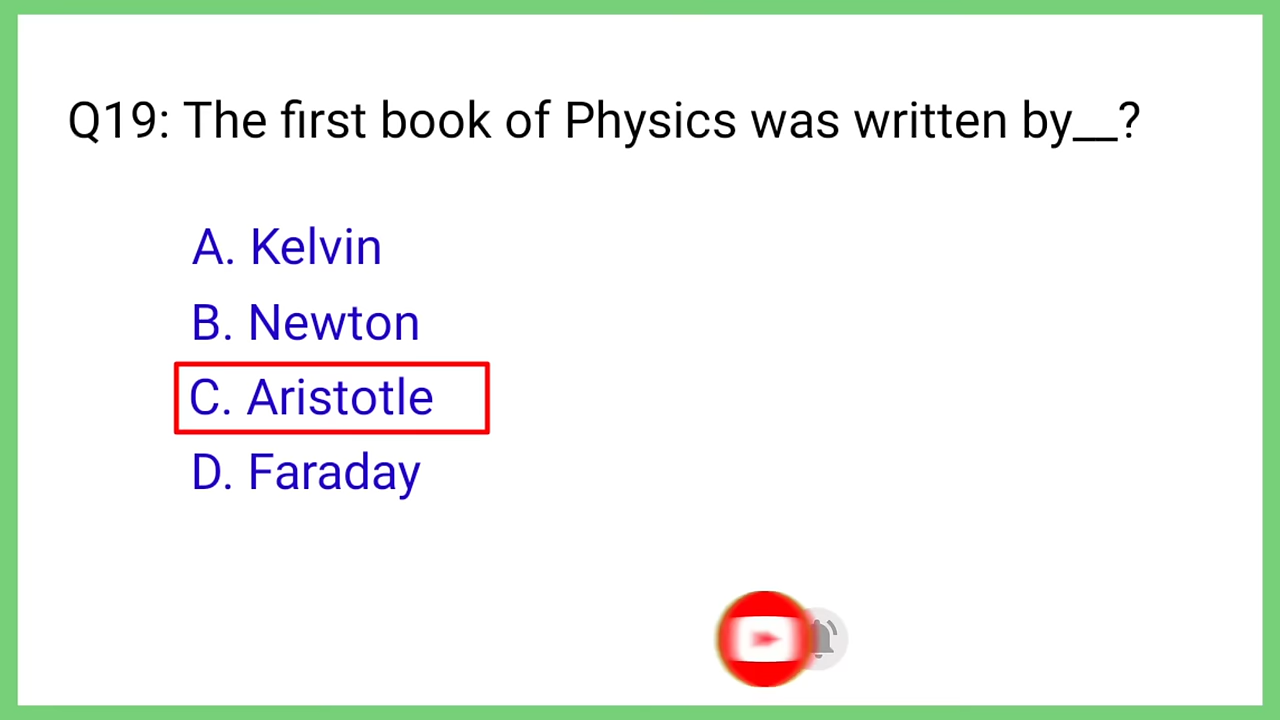 Q19: The first book of Physics was written by__?
A. Kelvin
B. Newton
C. Aristotle
D. Faraday